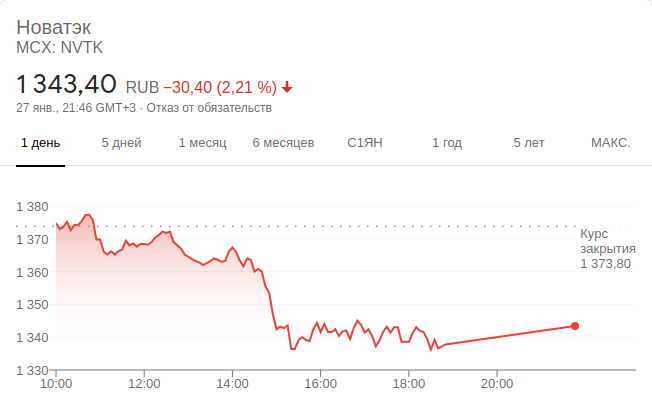 Новатэк
MCX: NVTK
1 343,40 RUB −30,40 (2,21 %)
27 янв., 21:46 GMT+3 · Отказ от обязательств
1 день 5 дней 1 месяц 6 месяцев С1ЯН 1 год 5 лет МАКС.
1 380
1 370
1 360
1 350
1 340
1 330
Курс
закрытия
1 373,80
10:00 12:00 14:00 16:00 18:00 20:00